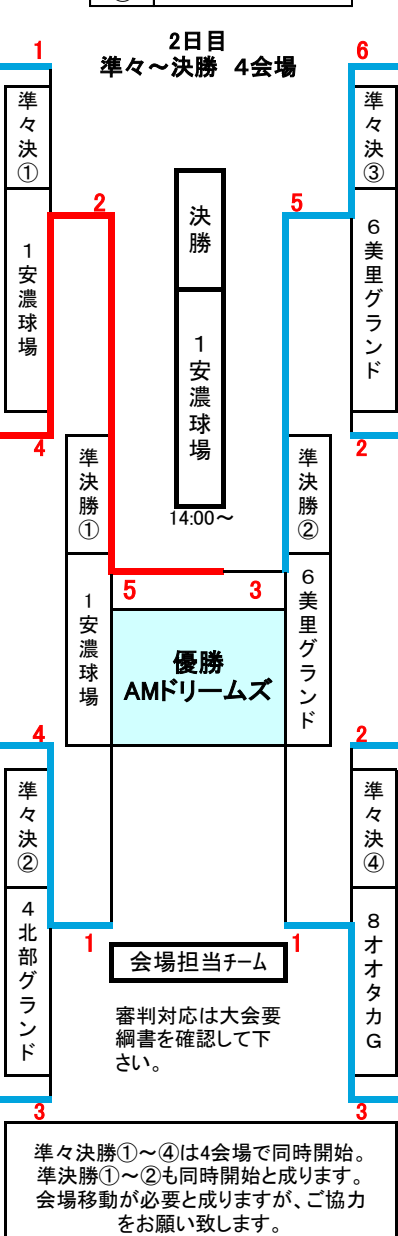 2日目
準々～決勝 4会場
1
6
準々決①
準々決③
2
5
決勝
1安濃球場
6美里グランド
1安濃球場
4
2
準決勝①
準決勝②
14:00～
5
3
1安濃球場
6美里グランド
優勝
AMドリームズ
4
2
準々決②
準々決④
4北部グランド
8オオタカG
1
1
会場担当チーム
審判対応は大会要
綱書を確認して下
さい。
3
3
準々決勝①～④は4会場で同時開始。
準決勝①～②も同時開始と成ります。
会場移動が必要と成りますが、ご協力
をお願い致します。